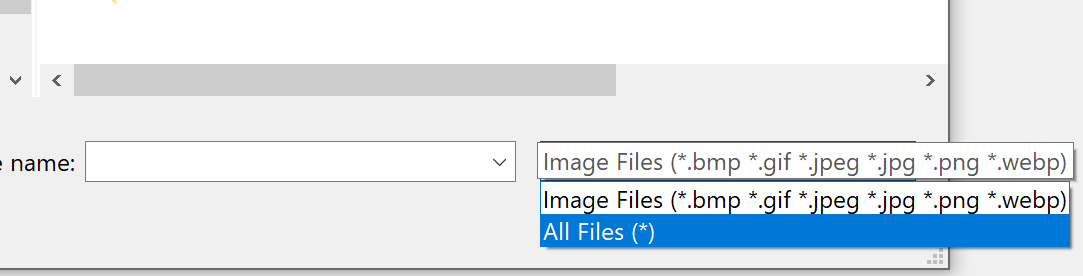 e name:
Image Files (*.bmp *.gif *.jpeg *.jpg *.png *.webp)
Image Files (*.bmp *.gif *.jpeg *.jpg *.png *.webp)
All Files (*)